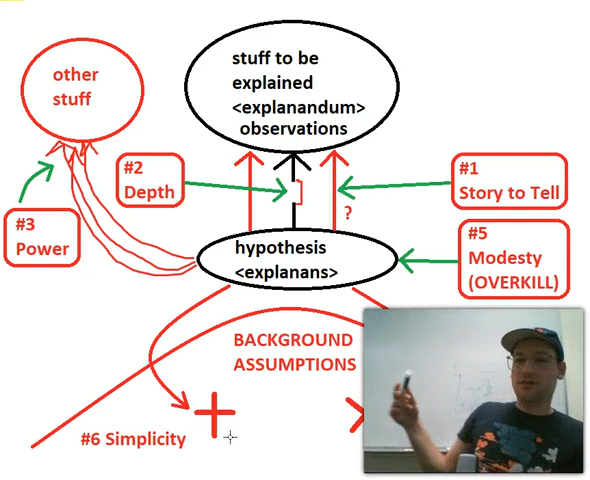 other
stuff
stuff to be
explained
<explanandum>
observations
#2
Depth
#1
Story to Tell
#3
Power
?
hypothesis
<explanans>
#5
Modesty
(OVERKILL)
BACKGROUND
ASSUMPTIONS
#6 Simplicity